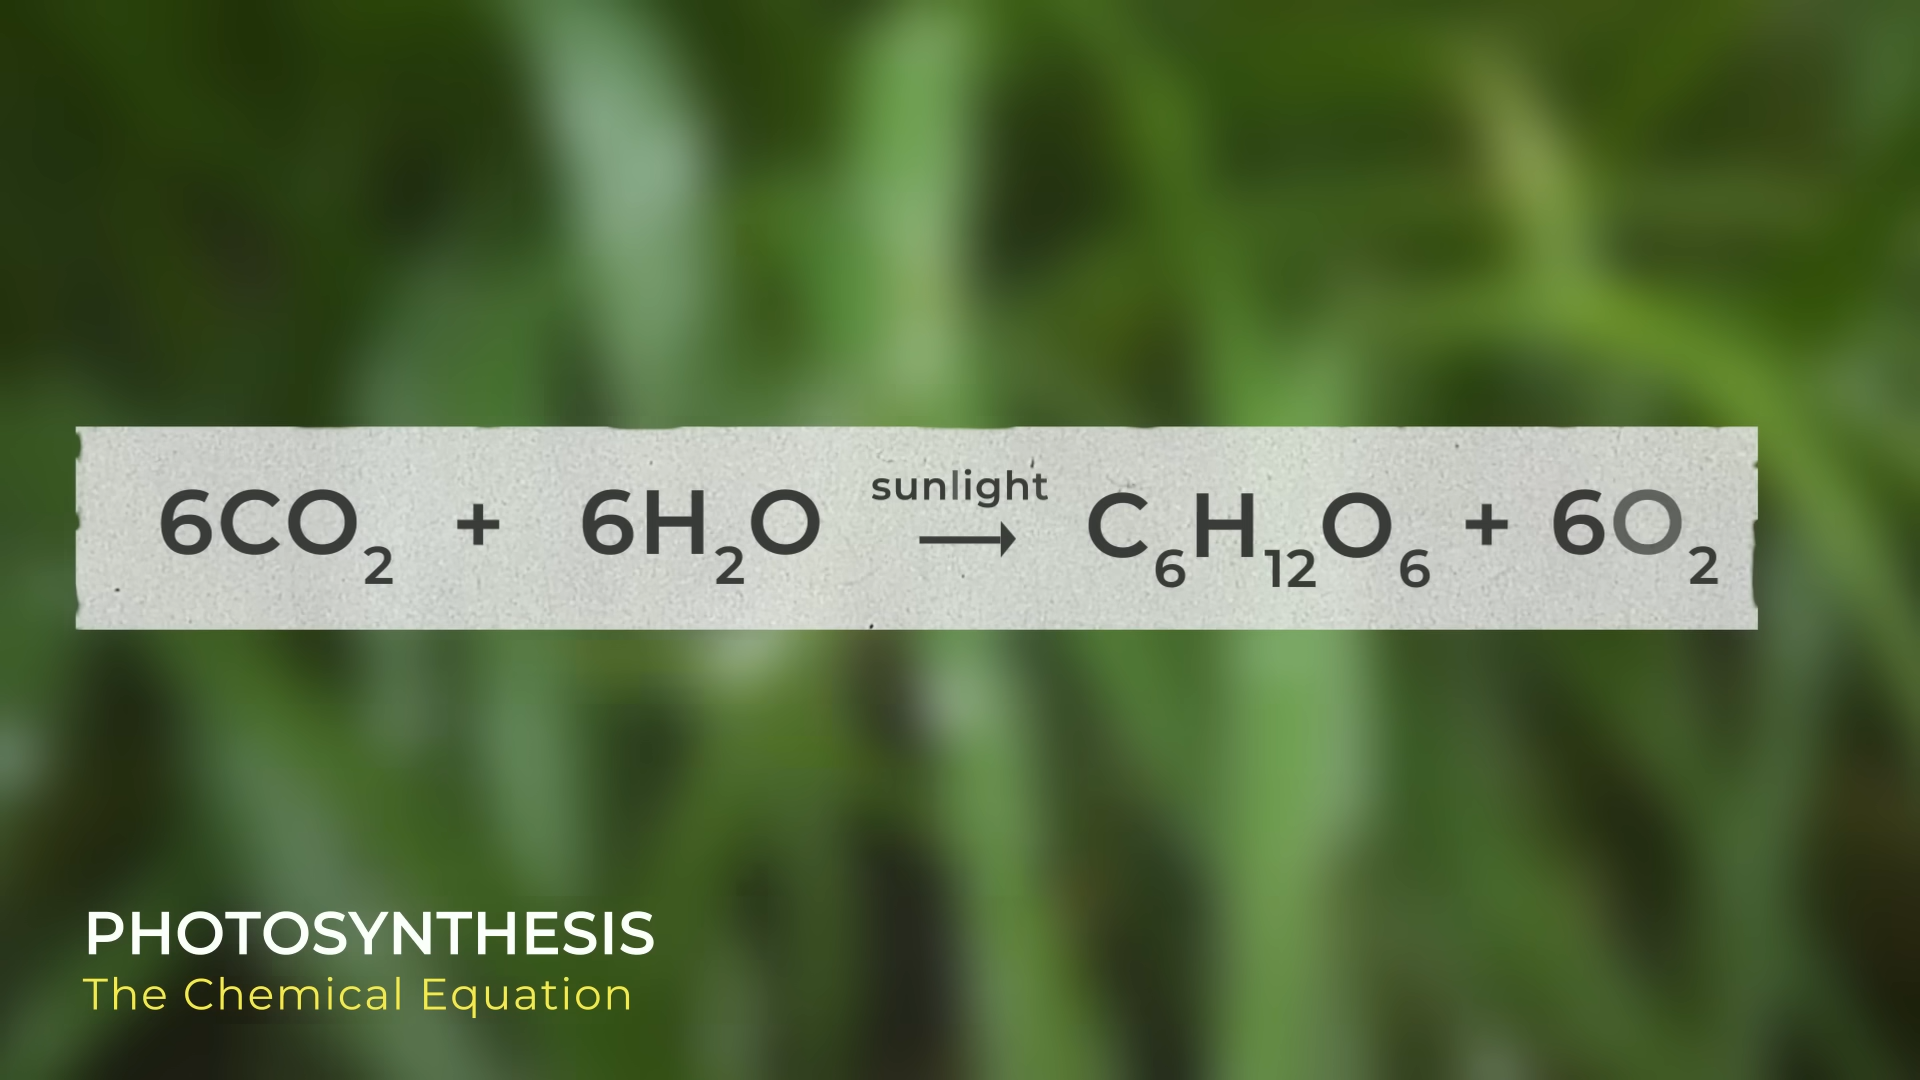 6CO₂ + 6H₂O sunlight → C₆H₁₂O₆ + 6O₂
PHOTOSYNTHESIS
The Chemical Equation